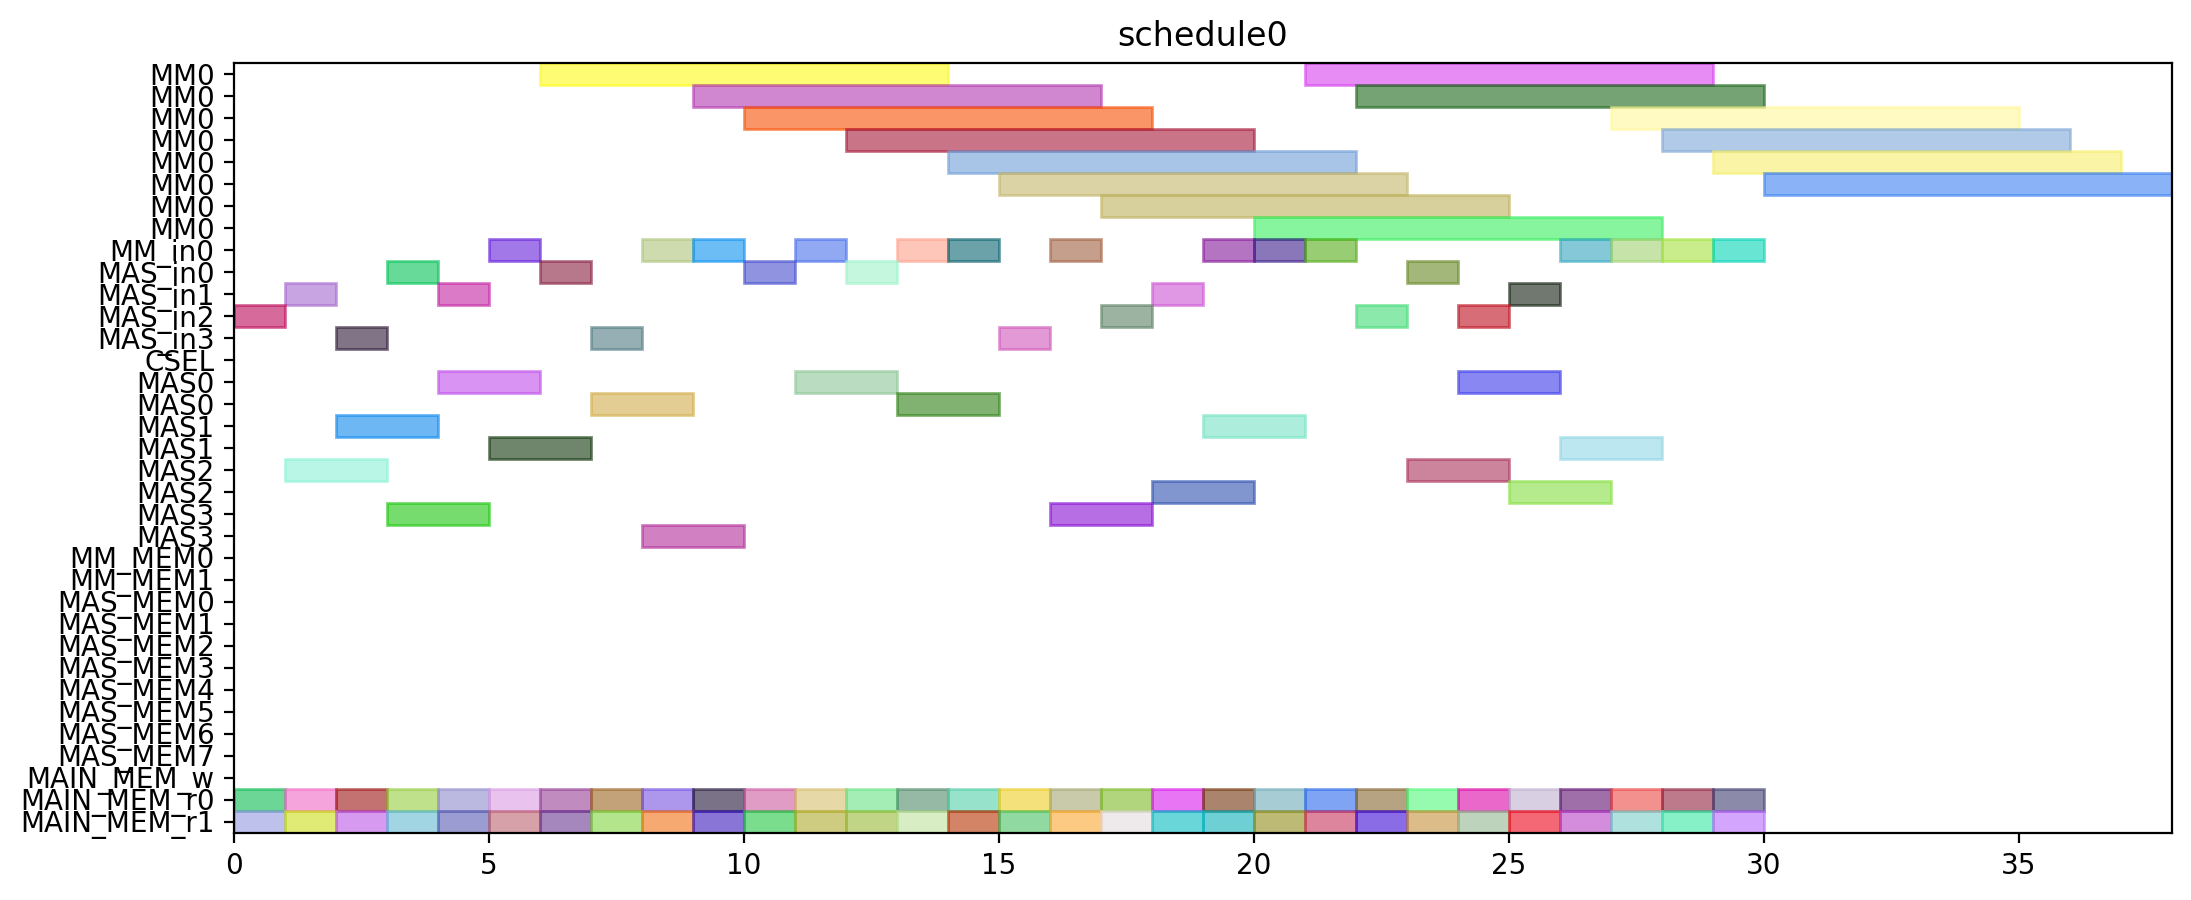 schedule0
MM0
MM0
MM0
MM0
MM0
MM0
MM0
MM0
MM_in0
MAS_in0
MAS_in1
MAS_in2
MAS_in3
CSEL
MAS0
MAS0
MAS1
MAS1
MAS2
MAS2
MAS3
MAS3
MM_MEM0
MM_MEM1
MAS_MEM0
MAS_MEM1
MAS_MEM2
MAS_MEM3
MAS_MEM4
MAS_MEM5
MAS_MEM6
MAS_MEM7
MAIN_MEM_w
MAIN_MEM_r0
MAIN_MEM_r1
0 5 10 15 20 25 30 35